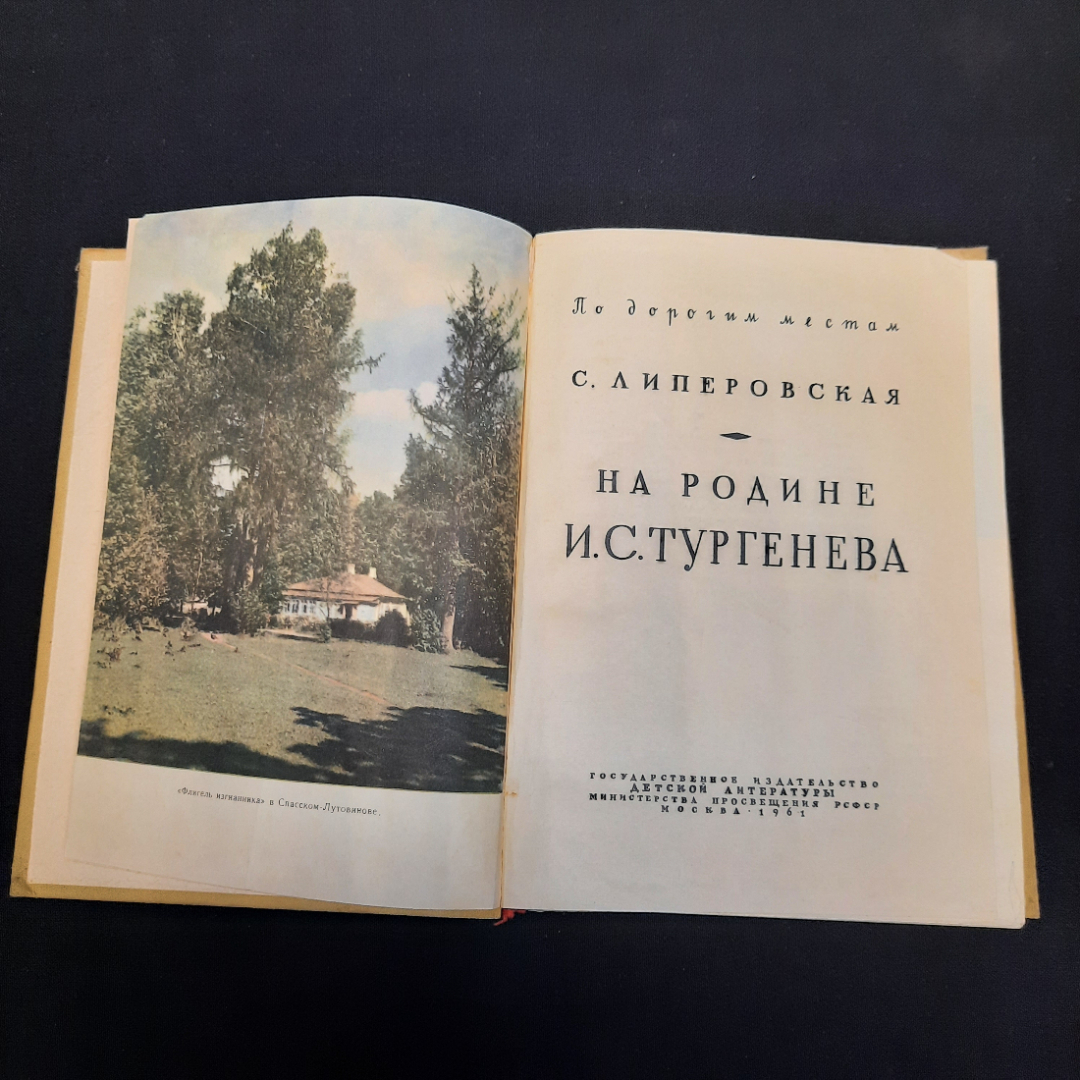 «Флигель изгнанника» в Спасском-Лутовинове.
По дорогим местам
С. ЛИПЕРОВСКАЯ
НА РОДИНЕ
И.С.ТУРГЕНЕВА
ГОСУДАРСТВЕННОЕ ИЗДАТЕЛЬСТВО
ДЕТСКОЙ ЛИТЕРАТУРЫ
МИНИСТЕРСТВА ПРОСВЕЩЕНИЯ РСФСР
МОСКВА · 1961